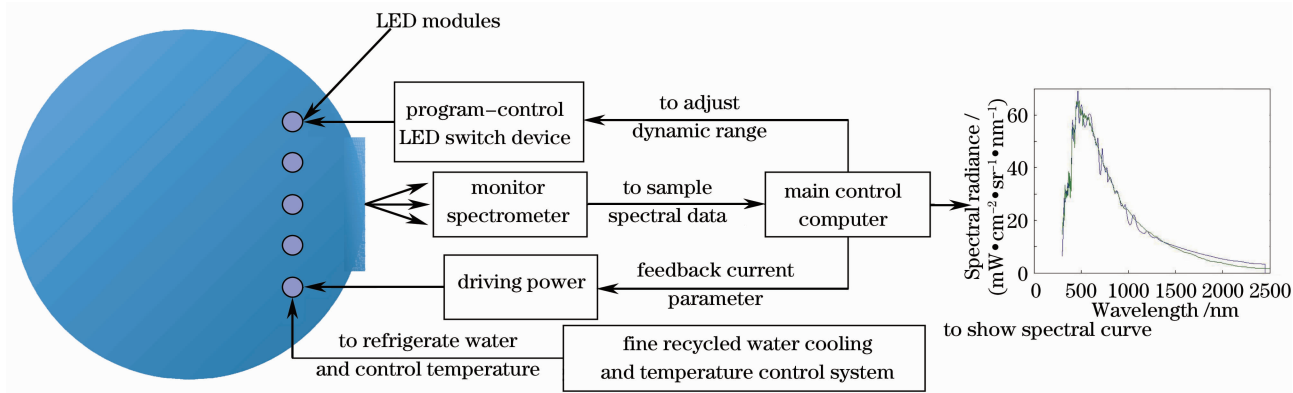 LED modules
program-control
LED switch device
to adjust
dynamic range
monitor
spectrometer
to sample
spectral data
main control
computer
driving power
feedback current
parameter
to refrigerate water
and control temperature
fine recycled water cooling
and temperature control system
Spectral radiance /
(mW•cm⁻²•sr⁻¹•nm⁻¹)
60
40
20
0
0 500 1000 1500 2000 2500
Wavelength /nm
to show spectral curve